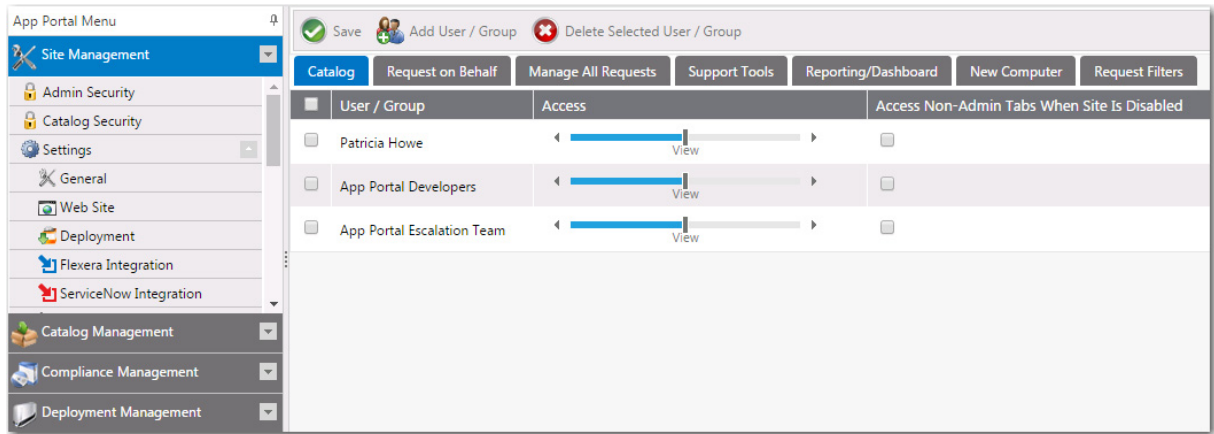 App Portal Menu
Site Management
Admin Security
Catalog Security
Settings
General
Web Site
Deployment
Flexera Integration
ServiceNow Integration
Catalog Management
Compliance Management
Deployment Management
Save Add User / Group Delete Selected User / Group
Catalog Request on Behalf Manage All Requests Support Tools Reporting/Dashboard New Computer Request Filters
User / Group Access Access Non-Admin Tabs When Site Is Disabled
Patricia Howe
View
App Portal Developers
View
App Portal Escalation Team
View